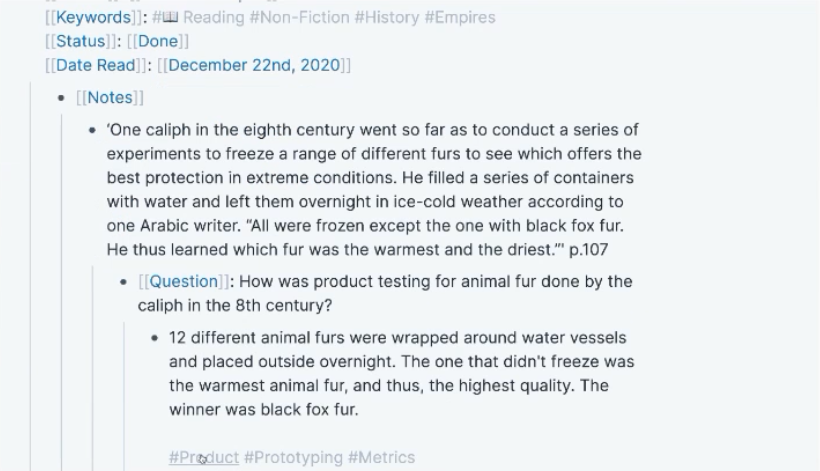 [[Keywords]]: #📖 Reading #Non-Fiction #History #Empires
[[Status]]: [[Done]]
[[Date Read]]: [[December 22nd, 2020]]
[[Notes]]
‘One caliph in the eighth century went so far as to conduct a series of
experiments to freeze a range of different furs to see which offers the
best protection in extreme conditions. He filled a series of containers
with water and left them overnight in ice-cold weather according to
one Arabic writer. “All were frozen except the one with black fox fur.
He thus learned which fur was the warmest and the driest.”’ p.107
[[Question]]: How was product testing for animal fur done by the
caliph in the 8th century?
12 different animal furs were wrapped around water vessels
and placed outside overnight. The one that didn't freeze was
the warmest animal fur, and thus, the highest quality. The
winner was black fox fur.
#Product #Prototyping #Metrics